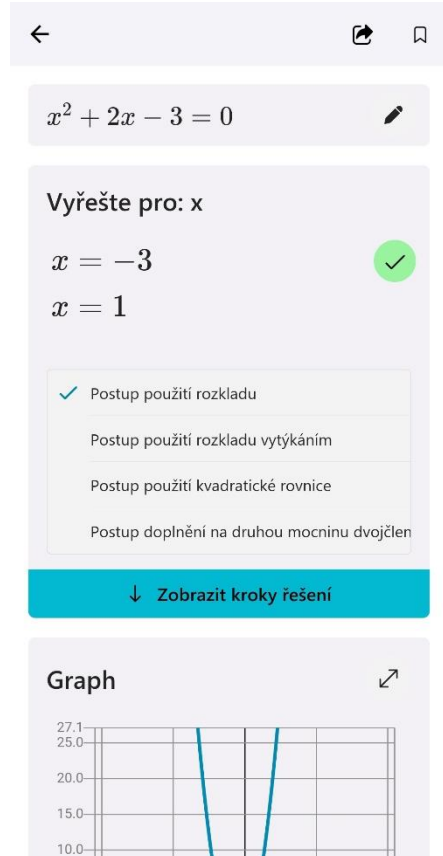 x² + 2x − 3 = 0
Vyřešte pro: x
x = −3
x = 1
Postup použití rozkladu
Postup použití rozkladu vytýkáním
Postup použití kvadratické rovnice
Postup doplnění na druhou mocninu dvojčlen
Zobrazit kroky řešení
Graph
27.1
25.0
20.0
15.0
10.0